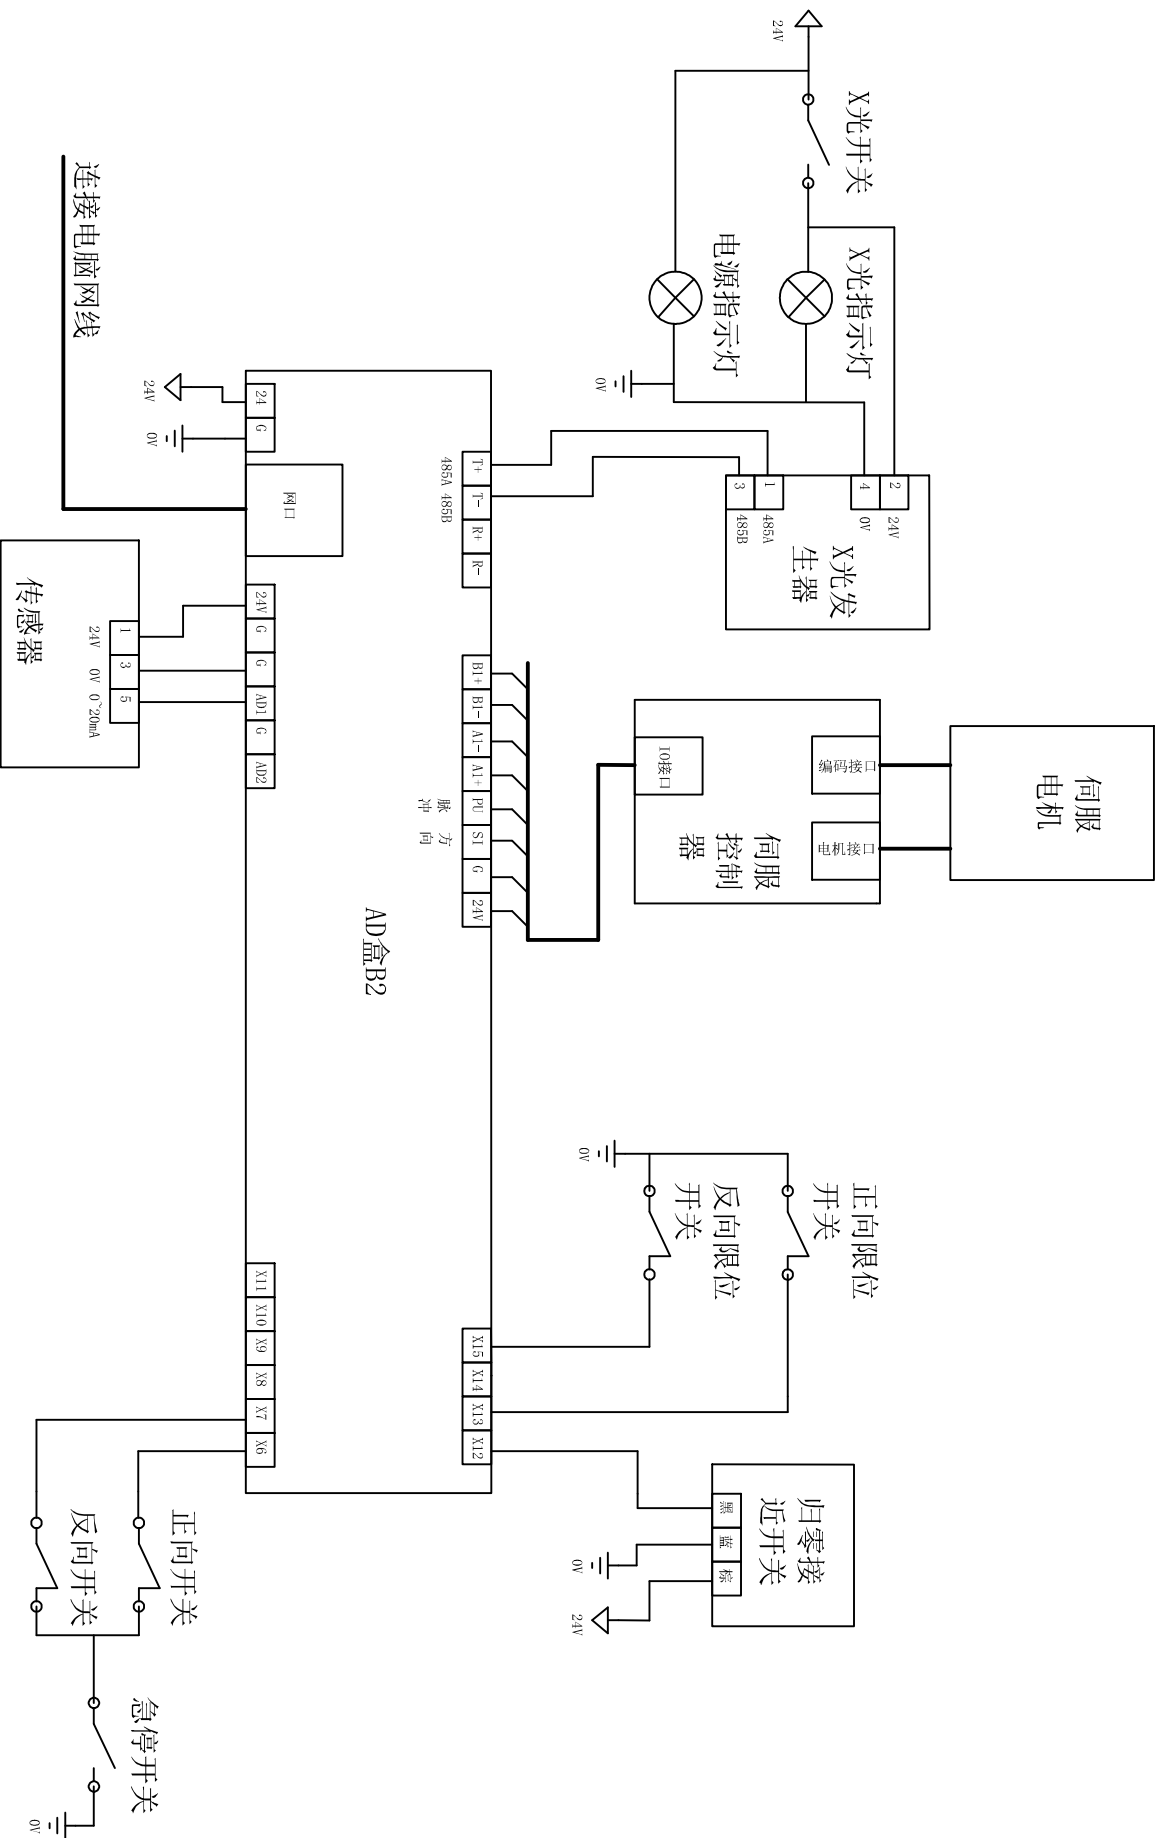 24V
X光开关
X光指示灯
电源指示灯
0V
2
4
1
3
24V
0V
485A
485B
X光发
生器
伺服
电机
编码接口
电机接口
IO接口
伺服
控制
器
正向限位
开关
反向限位
开关
0V
归零接
近开关
黑
蓝
棕
0V
24V
T+
T-
R+
R-
485A 485B
B1+
B1-
A1-
A1+
PU
SI
G
24V
脉 方
冲 向
X15
X14
X13
X12
AD盒B2
连接电脑网线
24V
0V
24
G
网口
24V
G
G
AD1
G
AD2
X11
X10
X9
X8
X7
X6
1
3
5
24V
0V
0~20mA
传感器
正向开关
反向开关
急停开关
0V